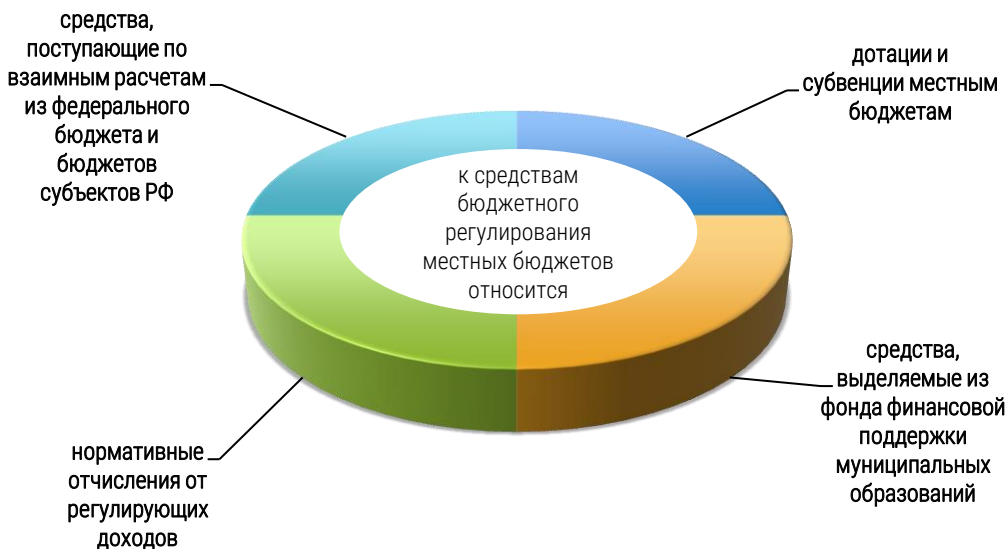 средства,
поступающие по
взаимным расчетам
из федерального
бюджета и
бюджетов
субъектов РФ
дотации и
субвенции местным
бюджетам
к средствам
бюджетного
регулирования
местных бюджетов
относится
средства,
выделяемые из
фонда финансовой
поддержки
муниципальных
образований
нормативные
отчисления от
регулирующих
доходов